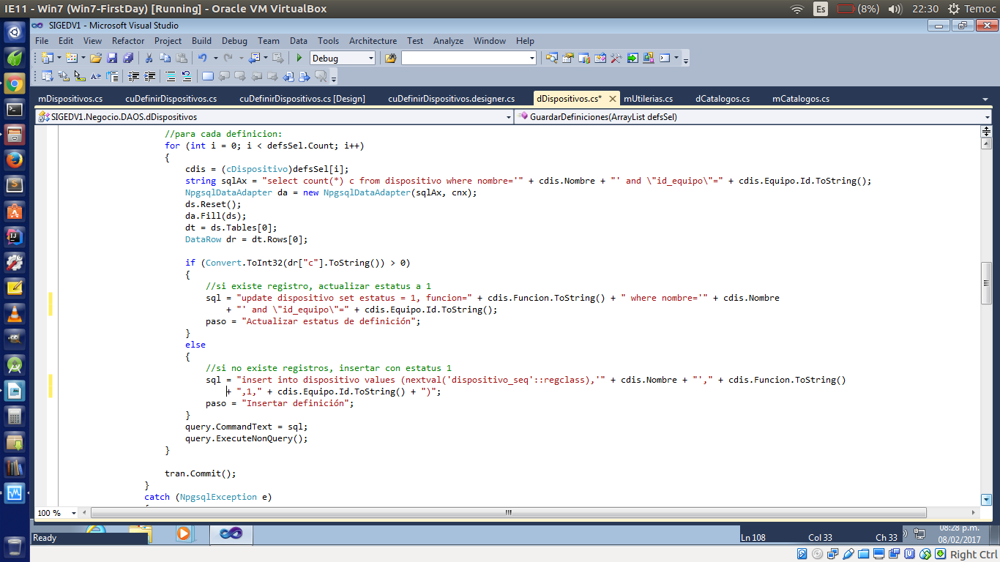 IE11 - Win7 (Win7-FirstDay) [Running] - Oracle VM VirtualBox
Es (8%) 22:30 Temoc
SIGEDV1 - Microsoft Visual Studio
File Edit View Refactor Project Build Debug Team Data Tools Architecture Test Analyze Window Help
Debug
mDispositivos.cs cuDefinirDispositivos.cs cuDefinirDispositivos.cs [Design] cuDefinirDispositivos.designer.cs dDispositivos.cs* mUtilerias.cs dCatalogos.cs mCatalogos.cs
SIGEDV1.Negocio.DAOS.dDispositivos GuardarDefiniciones(ArrayList defsSel)
//para cada definicion:
for (int i = 0; i < defsSel.Count; i++)
{
cdis = (cDispositivo)defsSel[i];
string sqlAx = "select count(*) c from dispositivo where nombre='" + cdis.Nombre + "' and \"id_equipo\"=" + cdis.Equipo.Id.ToString();
NpgsqlDataAdapter da = new NpgsqlDataAdapter(sqlAx, cnx);
ds.Reset();
da.Fill(ds);
dt = ds.Tables[0];
DataRow dr = dt.Rows[0];
if (Convert.ToInt32(dr["c"].ToString()) > 0)
{
//si existe registro, actualizar estatus a 1
sql = "update dispositivo set estatus = 1, funcion=" + cdis.Funcion.ToString() + " where nombre='" + cdis.Nombre
+ "' and \"id_equipo\"=" + cdis.Equipo.Id.ToString();
paso = "Actualizar estatus de definición";
}
else
{
//si no existe registros, insertar con estatus 1
sql = "insert into dispositivo values (nextval('dispositivo_seq'::regclass),'" + cdis.Nombre + "'," + cdis.Funcion.ToString()
+ ",1," + cdis.Equipo.Id.ToString() + ")";
paso = "Insertar definición";
}
query.CommandText = sql;
query.ExecuteNonQuery();
}
tran.Commit();
}
catch (NpgsqlException e)
100 %
Ready Ln 108 Col 33 Ch 33 08:28 p.m.
08/02/2017
Right Ctrl